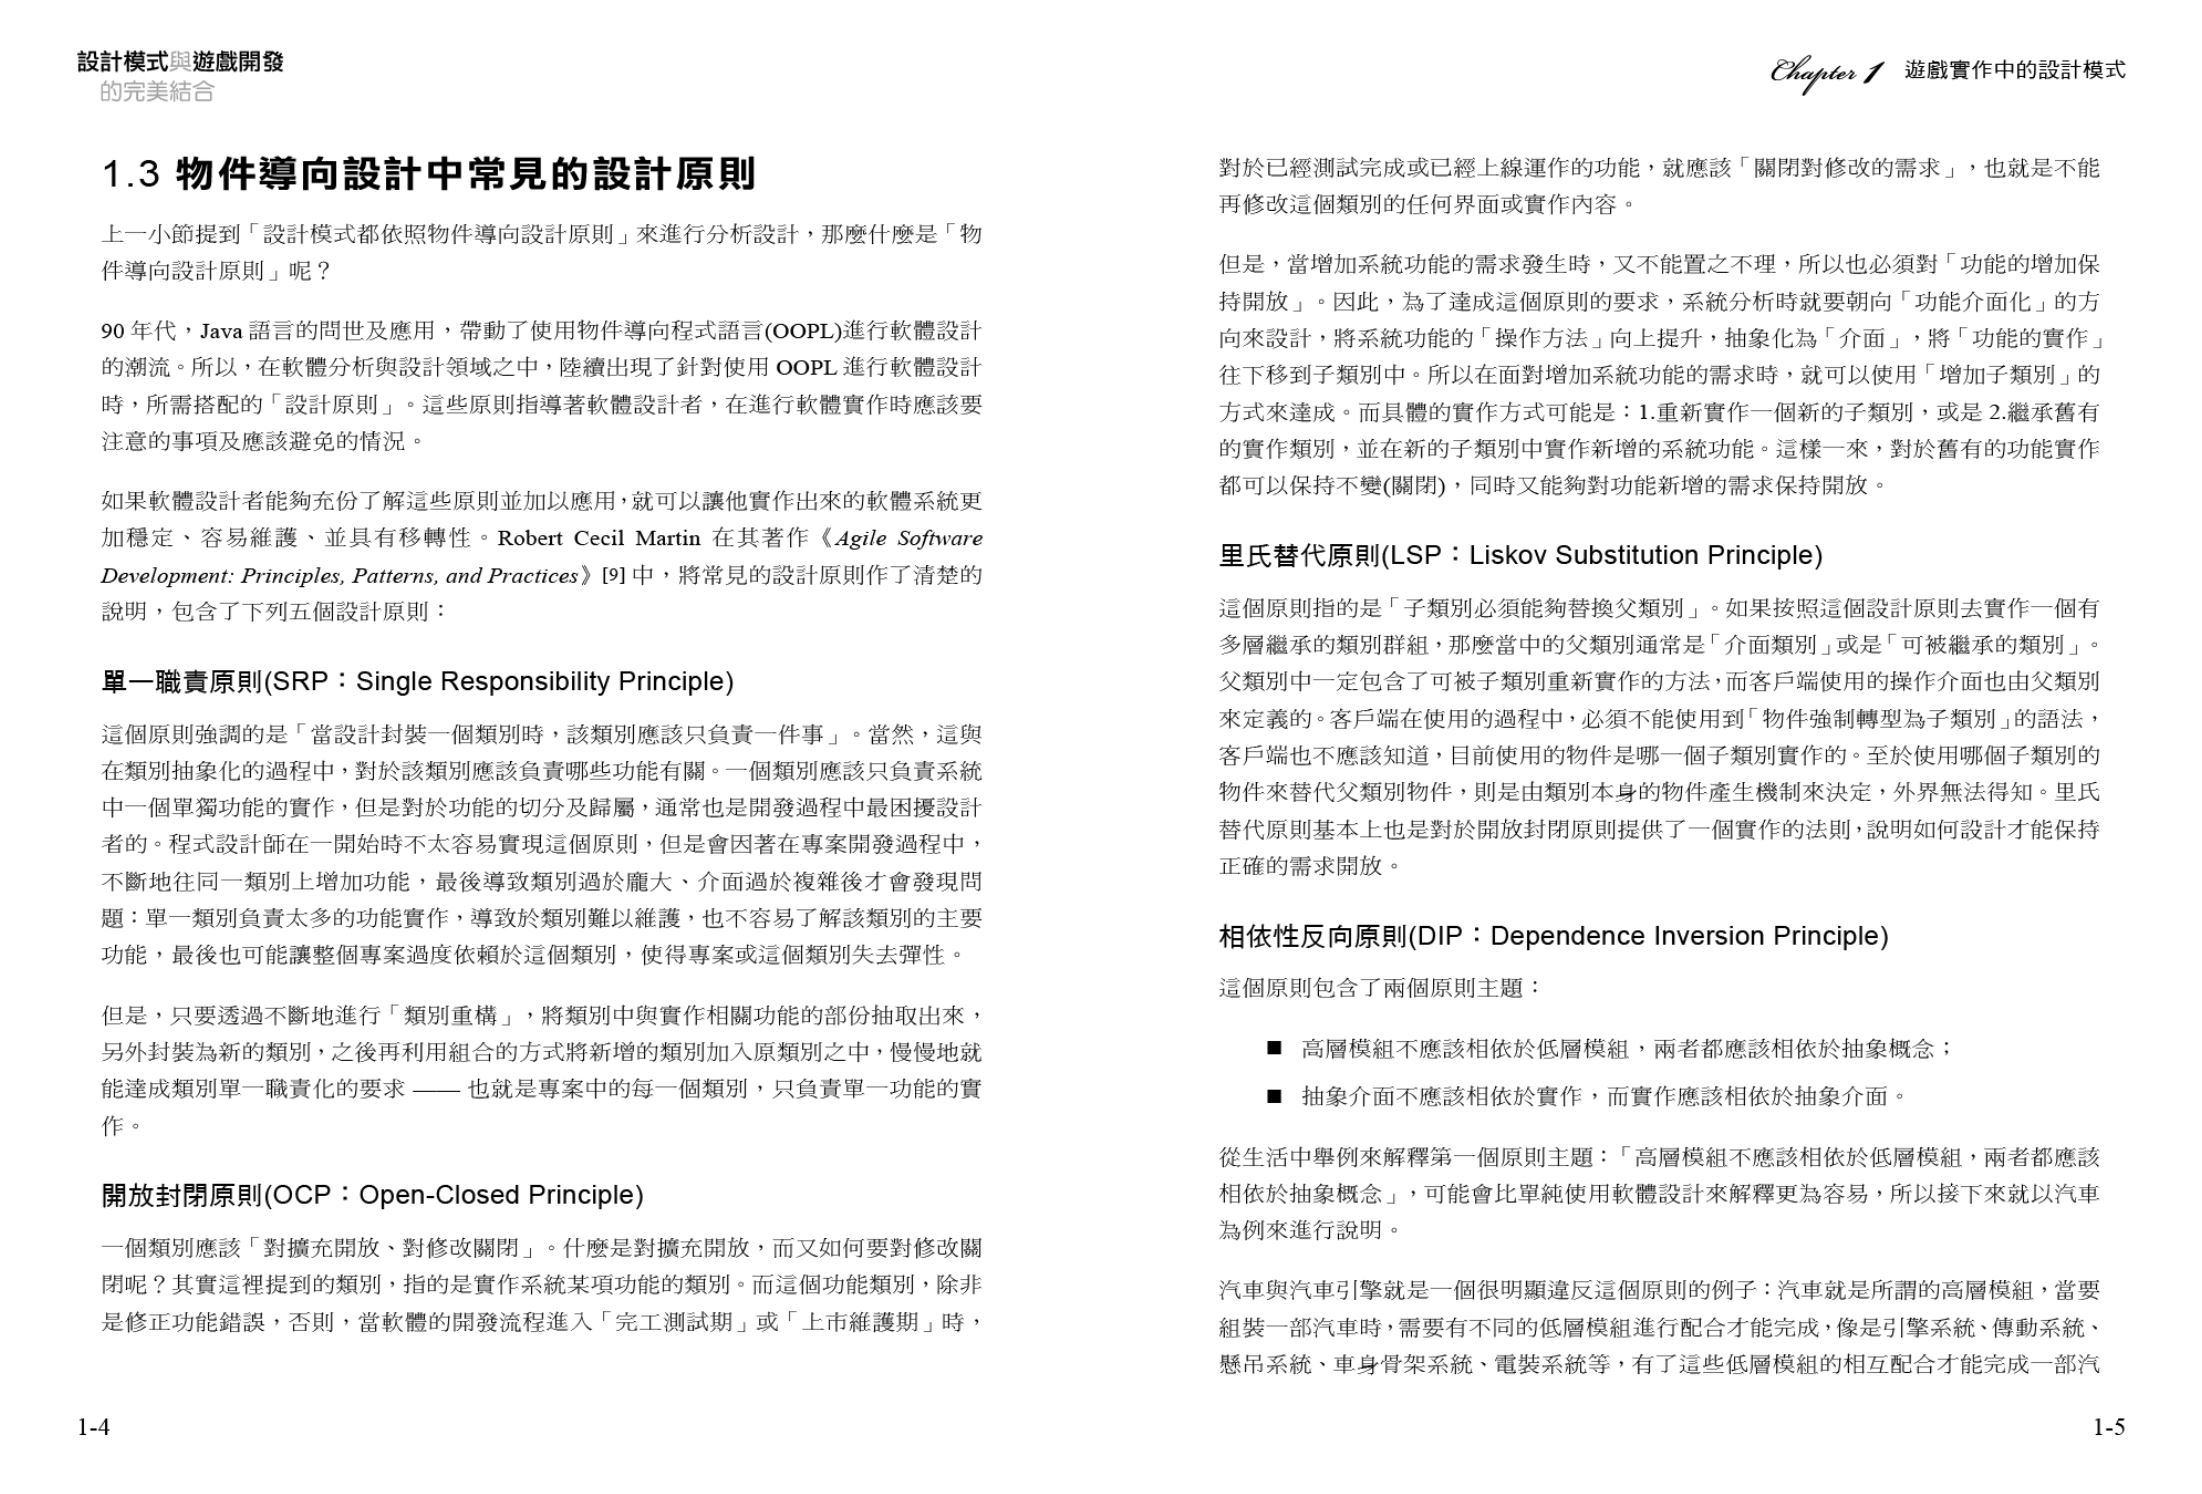 設計模式與遊戲開發
的完美結合
1.3 物件導向設計中常見的設計原則
上一小節提到「設計模式都依照物件導向設計原則」來進行分析設計，那麼什麼是「物
件導向設計原則」呢？
90 年代，Java 語言的問世及應用，帶動了使用物件導向程式語言(OOPL)進行軟體設計
的潮流。所以，在軟體分析與設計領域之中，陸續出現了針對使用 OOPL 進行軟體設計
時，所需搭配的「設計原則」。這些原則指導著軟體設計者，在進行軟體實作時應該要
注意的事項及應該避免的情況。
如果軟體設計者能夠充份了解這些原則並加以應用，就可以讓他實作出來的軟體系統更
加穩定、容易維護、並具有移轉性。Robert Cecil Martin 在其著作《Agile Software
Development: Principles, Patterns, and Practices》[9] 中，將常見的設計原則作了清楚的
說明，包含了下列五個設計原則：
單一職責原則(SRP：Single Responsibility Principle)
這個原則強調的是「當設計封裝一個類別時，該類別應該只負責一件事」。當然，這與
在類別抽象化的過程中，對於該類別應該負責哪些功能有關。一個類別應該只負責系統
中一個單獨功能的實作，但是對於功能的切分及歸屬，通常也是開發過程中最困擾設計
者的。程式設計師在一開始時不太容易實現這個原則，但是會因著在專案開發過程中，
不斷地往同一類別上增加功能，最後導致類別過於龐大、介面過於複雜後才會發現問
題：單一類別負責太多的功能實作，導致於類別難以維護，也不容易了解該類別的主要
功能，最後也可能讓整個專案過度依賴於這個類別，使得專案或這個類別失去彈性。
但是，只要透過不斷地進行「類別重構」，將類別中與實作相關功能的部份抽取出來，
另外封裝為新的類別，之後再利用組合的方式將新增的類別加入原類別之中，慢慢地就
能達成類別單一職責化的要求 —— 也就是專案中的每一個類別，只負責單一功能的實
作。
開放封閉原則(OCP：Open-Closed Principle)
一個類別應該「對擴充開放、對修改關閉」。什麼是對擴充開放，而又如何要對修改關
閉呢？其實這裡提到的類別，指的是實作系統某項功能的類別。而這個功能類別，除非
是修正功能錯誤，否則，當軟體的開發流程進入「完工測試期」或「上市維護期」時，
1-4
Chapter 1 遊戲實作中的設計模式
對於已經測試完成或已經上線運作的功能，就應該「關閉對修改的需求」，也就是不能
再修改這個類別的任何界面或實作內容。
但是，當增加系統功能的需求發生時，又不能置之不理，所以也必須對「功能的增加保
持開放」。因此，為了達成這個原則的要求，系統分析時就要朝向「功能介面化」的方
向來設計，將系統功能的「操作方法」向上提升，抽象化為「介面」，將「功能的實作」
往下移到子類別中。所以在面對增加系統功能的需求時，就可以使用「增加子類別」的
方式來達成。而具體的實作方式可能是：1.重新實作一個新的子類別，或是 2.繼承舊有
的實作類別，並在新的子類別中實作新增的系統功能。這樣一來，對於舊有的功能實作
都可以保持不變(關閉)，同時又能夠對功能新增的需求保持開放。
里氏替代原則(LSP：Liskov Substitution Principle)
這個原則指的是「子類別必須能夠替換父類別」。如果按照這個設計原則去實作一個有
多層繼承的類別群組，那麼當中的父類別通常是「介面類別」或是「可被繼承的類別」。
父類別中一定包含了可被子類別重新實作的方法，而客戶端使用的操作介面也由父類別
來定義的。客戶端在使用的過程中，必須不能使用到「物件強制轉型為子類別」的語法，
客戶端也不應該知道，目前使用的物件是哪一個子類別實作的。至於使用哪個子類別的
物件來替代父類別物件，則是由類別本身的物件產生機制來決定，外界無法得知。里氏
替代原則基本上也是對於開放封閉原則提供了一個實作的法則，說明如何設計才能保持
正確的需求開放。
相依性反向原則(DIP：Dependence Inversion Principle)
這個原則包含了兩個原則主題：
■ 高層模組不應該相依於低層模組，兩者都應該相依於抽象概念；
■ 抽象介面不應該相依於實作，而實作應該相依於抽象介面。
從生活中舉例來解釋第一個原則主題：「高層模組不應該相依於低層模組，兩者都應該
相依於抽象概念」，可能會比單純使用軟體設計來解釋更為容易，所以接下來就以汽車
為例來進行說明。
汽車與汽車引擎就是一個很明顯違反這個原則的例子：汽車就是所謂的高層模組，當要
組裝一部汽車時，需要有不同的低層模組進行配合才能完成，像是引擎系統、傳動系統、
懸吊系統、車身骨架系統、電裝系統等，有了這些低層模組的相互配合才能完成一部汽
1-5